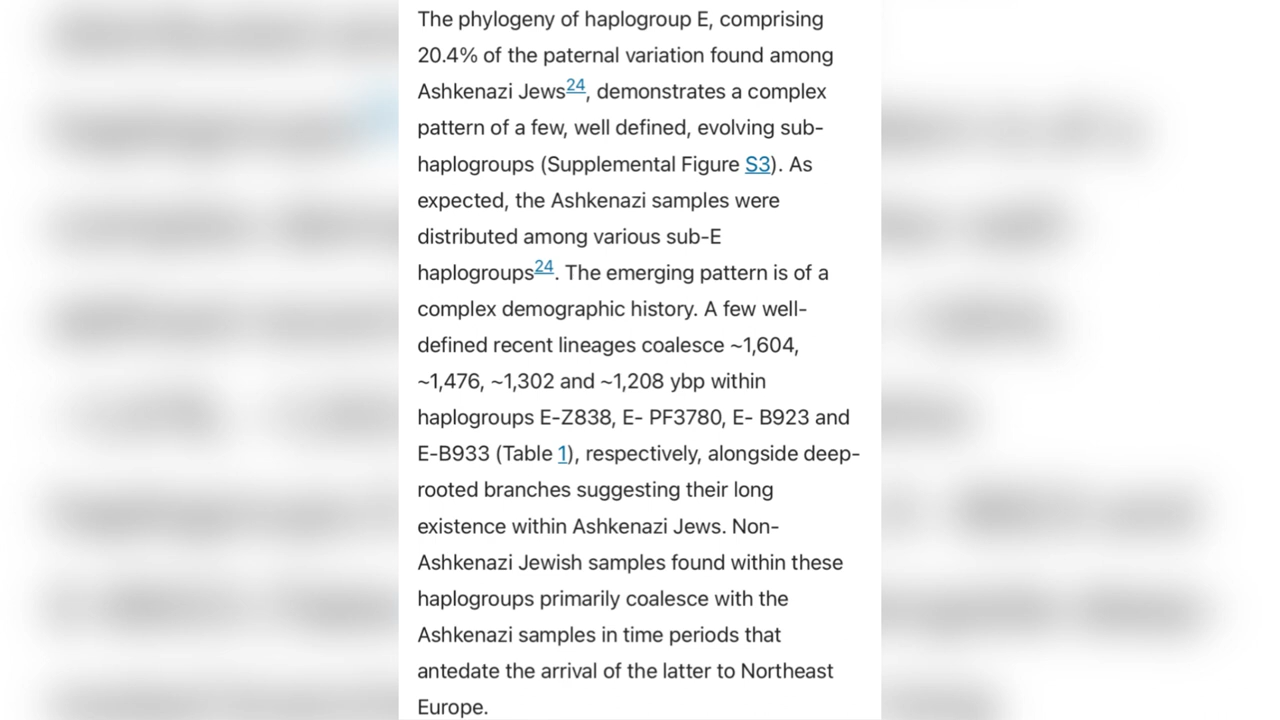 The phylogeny of haplogroup E, comprising
20.4% of the paternal variation found among
Ashkenazi Jews24, demonstrates a complex
pattern of a few, well defined, evolving sub-
haplogroups (Supplemental Figure S3). As
expected, the Ashkenazi samples were
distributed among various sub-E
haplogroups24. The emerging pattern is of a
complex demographic history. A few well-
defined recent lineages coalesce ~1,604,
~1,476, ~1,302 and ~1,208 ybp within
haplogroups E-Z838, E- PF3780, E- B923 and
E-B933 (Table 1), respectively, alongside deep-
rooted branches suggesting their long
existence within Ashkenazi Jews. Non-
Ashkenazi Jewish samples found within these
haplogroups primarily coalesce with the
Ashkenazi samples in time periods that
antedate the arrival of the latter to Northeast
Europe.